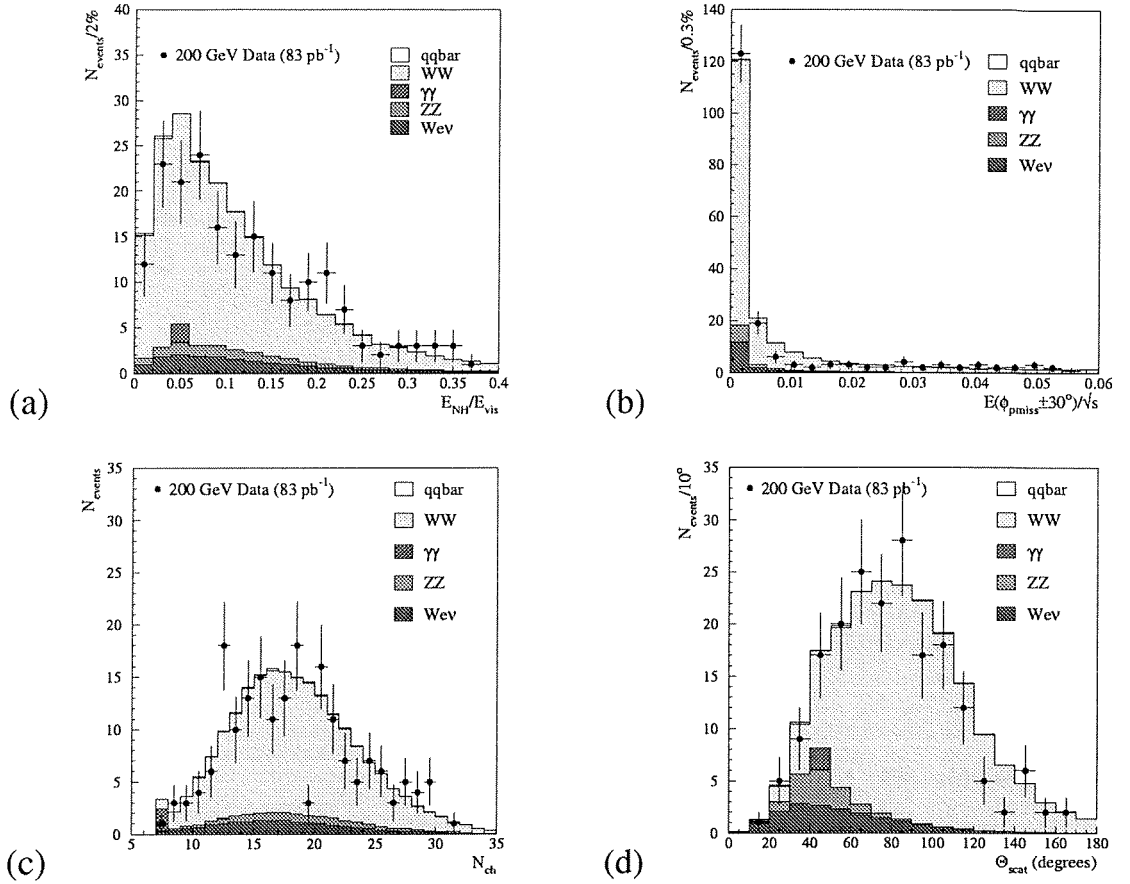 N_events/2%
40
35
30
25
20
15
10
5
0
200 GeV Data (83 pb⁻¹)
qqbar
WW
γγ
ZZ
Weν
0 0.05 0.1 0.15 0.2 0.25 0.3 0.35 0.4
E_NH/E_vis
(a)
N_events/0.3%
140
120
100
80
60
40
20
0
200 GeV Data (83 pb⁻¹)
qqbar
WW
γγ
ZZ
Weν
0 0.01 0.02 0.03 0.04 0.05 0.06
E(ϕ_pmiss±30°)/√s
(b)
N_events
35
30
25
20
15
10
5
0
200 GeV Data (83 pb⁻¹)
qqbar
WW
γγ
ZZ
Weν
5 10 15 20 25 30 35
N_ch
(c)
N_events/10°
35
30
25
20
15
10
5
0
200 GeV Data (83 pb⁻¹)
qqbar
WW
γγ
ZZ
Weν
0 20 40 60 80 100 120 140 160 180
Θ_scat (degrees)
(d)